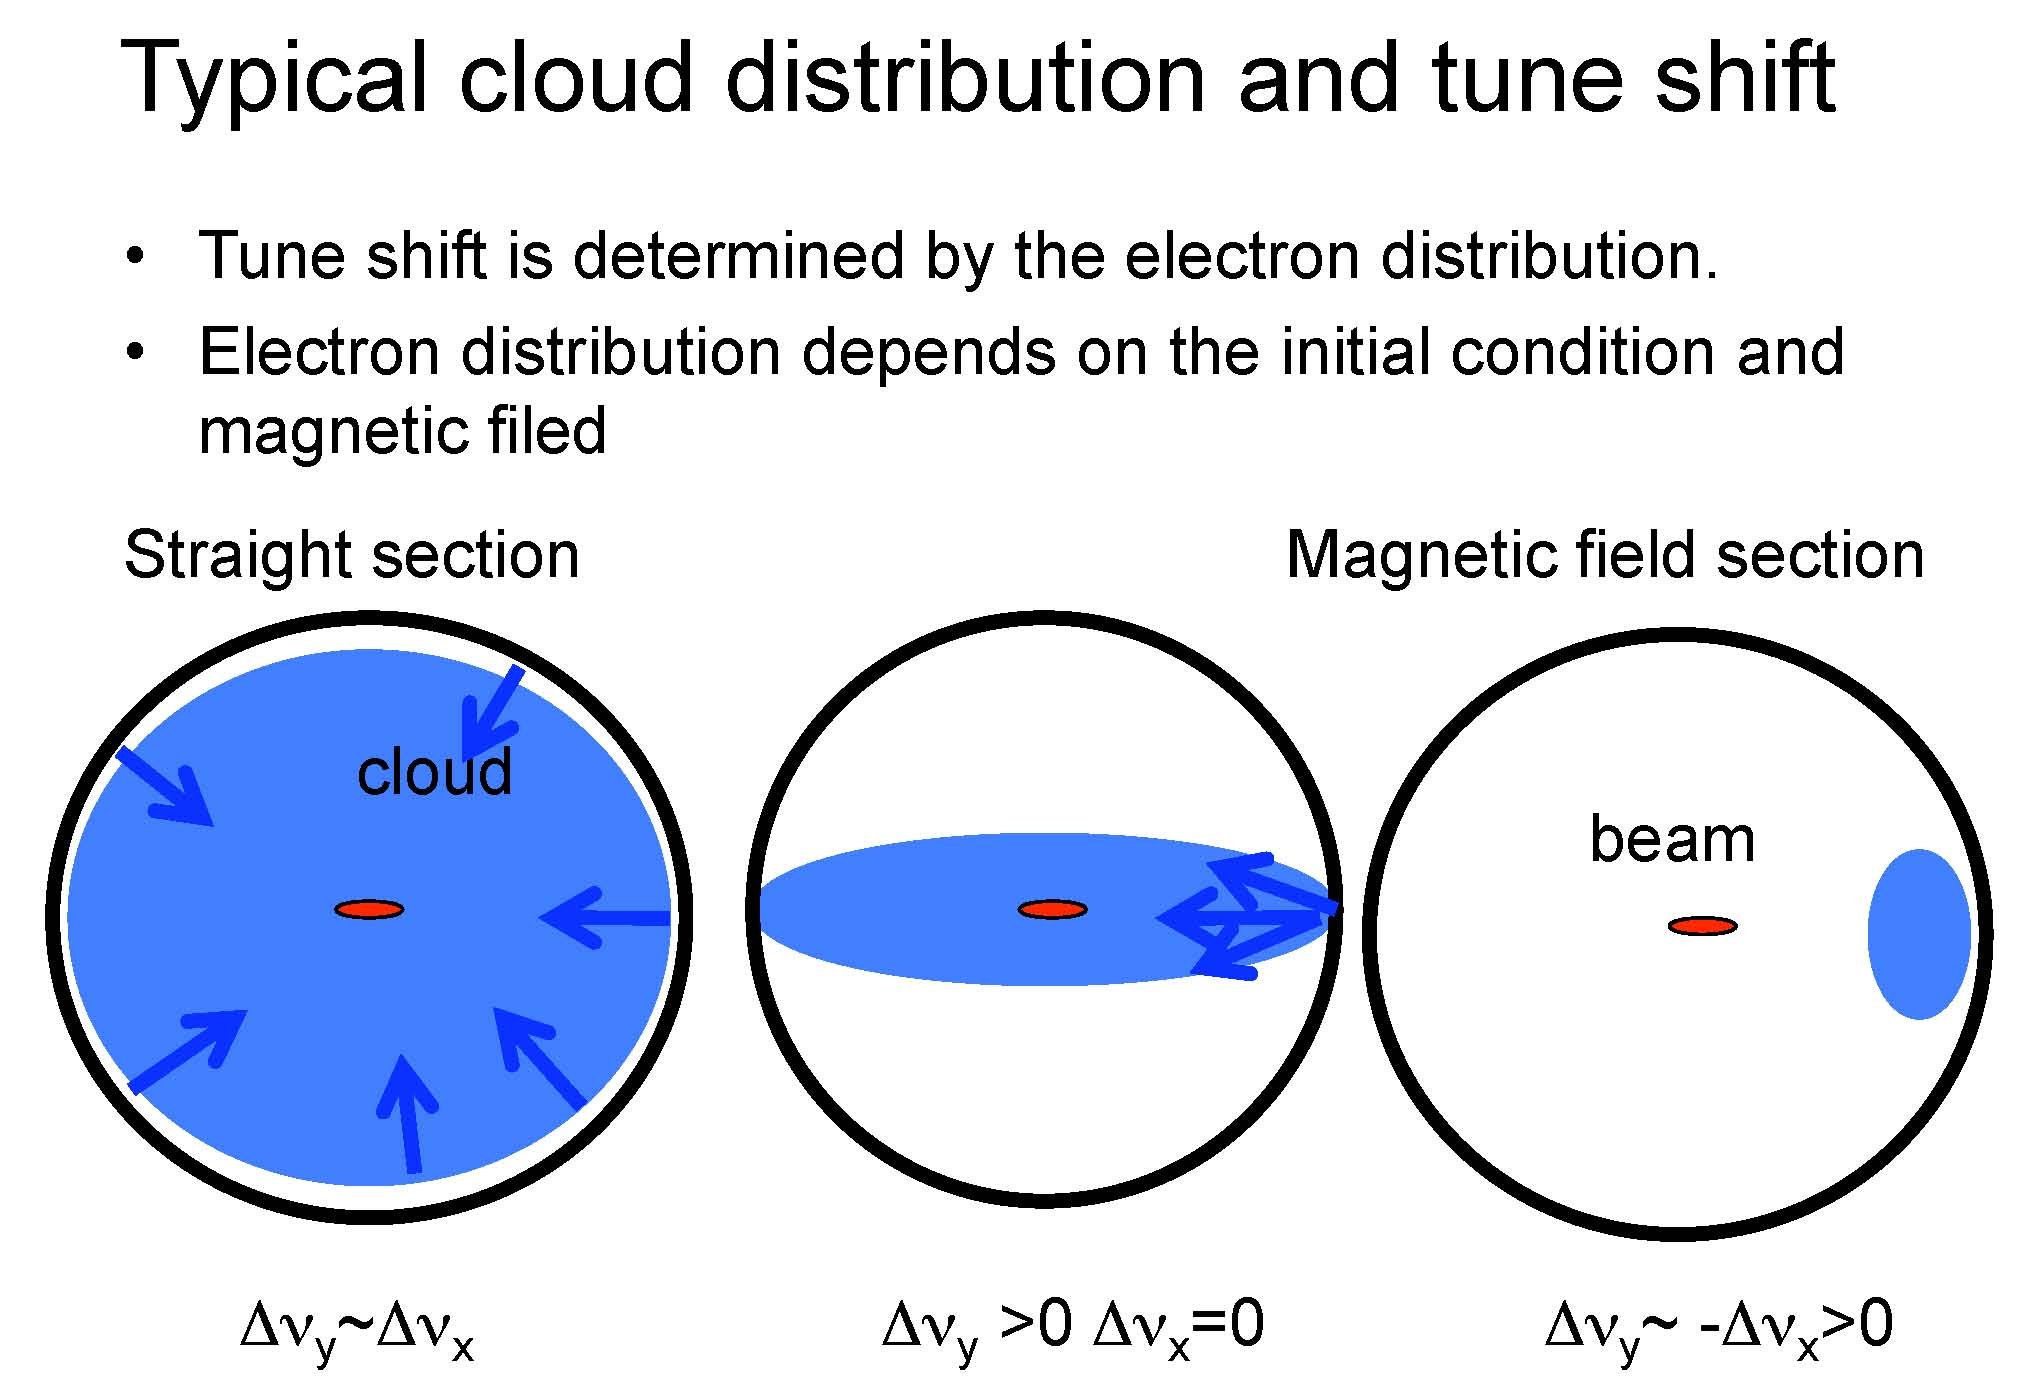 Typical cloud distribution and tune shift
• Tune shift is determined by the electron distribution.
• Electron distribution depends on the initial condition and
magnetic filed
Straight section
Magnetic field section
cloud
beam
Δνy~Δνx
Δνy >0 Δνx=0
Δνy~ -Δνx>0